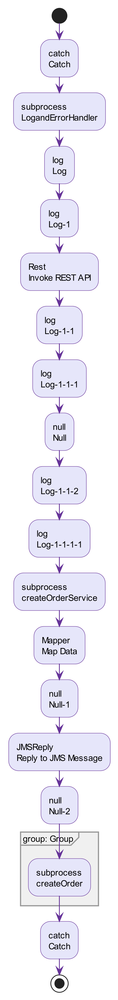 catch
Catch
subprocess
LogandErrorHandler
log
Log
log
Log-1
Rest
Invoke REST API
log
Log-1-1
log
Log-1-1-1
null
Null
log
Log-1-1-2
log
Log-1-1-1-1
subprocess
createOrderService
Mapper
Map Data
null
Null-1
JMSReply
Reply to JMS Message
null
Null-2
group: Group
subprocess
createOrder
catch
Catch